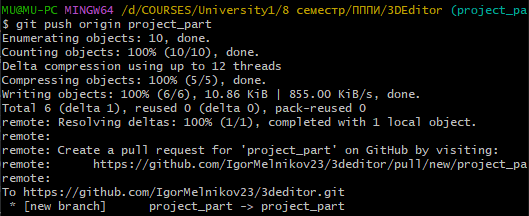 MU@MU-PC MINGW64 /d/COURSES/University1/8 семестр/ПППИ/3DEditor (project_pa
$ git push origin project_part
Enumerating objects: 10, done.
Counting objects: 100% (10/10), done.
Delta compression using up to 12 threads
Compressing objects: 100% (5/5), done.
Writing objects: 100% (6/6), 10.86 KiB | 855.00 KiB/s, done.
Total 6 (delta 1), reused 0 (delta 0), pack-reused 0
remote: Resolving deltas: 100% (1/1), completed with 1 local object.
remote:
remote: Create a pull request for 'project_part' on GitHub by visiting:
remote:      https://github.com/IgorMelnikov23/3deditor/pull/new/project_pa
remote:
To https://github.com/IgorMelnikov23/3deditor.git
 * [new branch]      project_part -> project_part